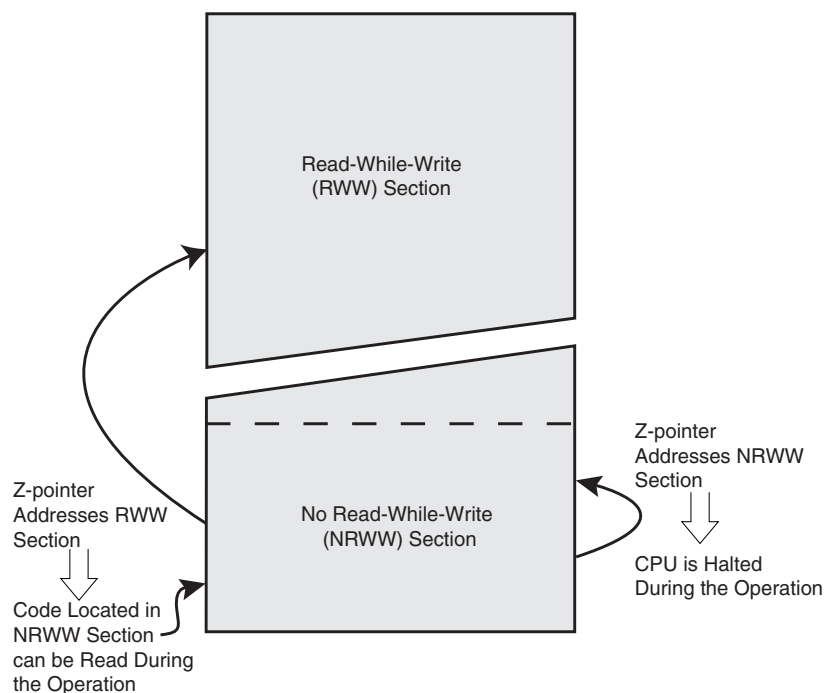 Read-While-Write
(RWW) Section
Z-pointer
Addresses NRWW
Section
Z-pointer
Addresses RWW
Section
No Read-While-Write
(NRWW) Section
CPU is Halted
During the Operation
Code Located in
NRWW Section
can be Read During
the Operation